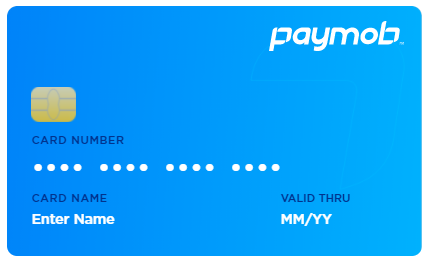 paymob
CARD NUMBER
•••• •••• •••• ••••
CARD NAME
VALID THRU
Enter Name
MM/YY